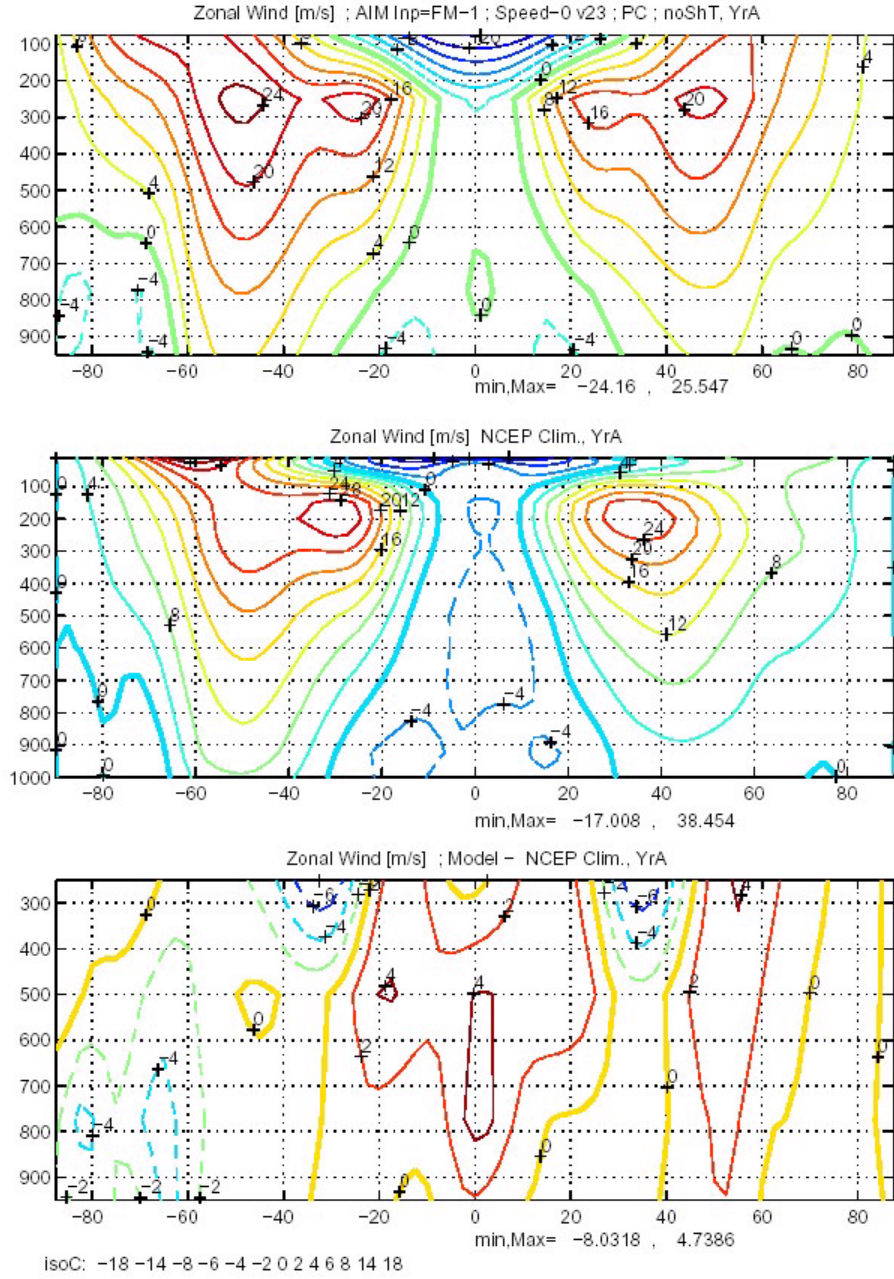 Zonal Wind [m/s] ; AIM Inp=FM−1 ; Speed−0 v23 ; PC ; noShT, YrA
100
200
300
400
500
600
700
800
900
−80 −60 −40 −20 0 20 40 60 80
min,Max= −24.16 , 25.547
Zonal Wind [m/s] NCEP Clim., YrA
0
100
200
300
400
500
600
700
800
900
1000
−80 −60 −40 −20 0 20 40 60 80
min,Max= −17.008 , 38.454
Zonal Wind [m/s] ; Model − NCEP Clim., YrA
300
400
500
600
700
800
900
−80 −60 −40 −20 0 20 40 60 80
min,Max= −8.0318 , 4.7386
isoC: −18 −14 −8 −6 −4 −2 0 2 4 6 8 14 18